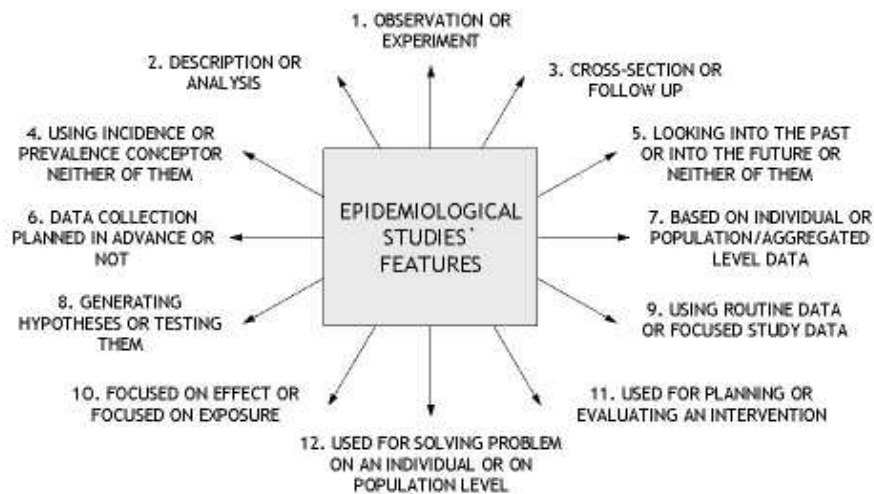 1. OBSERVATION OR
EXPERIMENT
2. DESCRIPTION OR
ANALYSIS
3. CROSS-SECTION OR
FOLLOW UP
4. USING INCIDENCE OR
PREVALENCE CONCEPTOR
NEITHER OF THEM
5. LOOKING INTO THE PAST
OR INTO THE FUTURE OR
NEITHER OF THEM
EPIDEMIOLOGICAL
STUDIES`
FEATURES
6. DATA COLLECTION
PLANNED IN ADVANCE OR
NOT
7. BASED ON INDIVIDUAL OR
POPULATION/AGGREGATED
LEVEL DATA
8. GENERATING
HYPOTHESES OR TESTING
THEM
9. USING ROUTINE DATA
OR FOCUSED STUDY DATA
10. FOCUSED ON EFFECT OR
FOCUSED ON EXPOSURE
11. USED FOR PLANNING OR
EVALUATING AN INTERVENTION
12. USED FOR SOLVING PROBLEM
ON AN INDIVIDUAL OR ON
POPULATION LEVEL